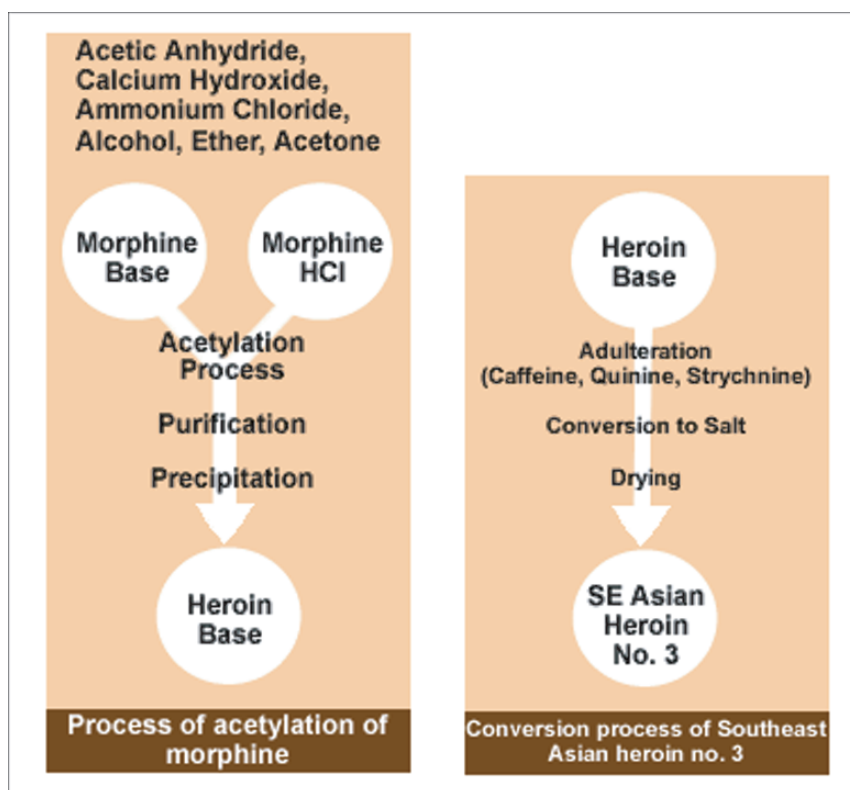 Acetic Anhydride,
Calcium Hydroxide,
Ammonium Chloride,
Alcohol, Ether, Acetone
Morphine
Base
Morphine
HCl
Acetylation
Process
Purification
Precipitation
Heroin
Base
Process of acetylation of
morphine
Heroin
Base
Adulteration
(Caffeine, Quinine, Strychnine)
Conversion to Salt
Drying
SE Asian
Heroin
No. 3
Conversion process of Southeast
Asian heroin no. 3